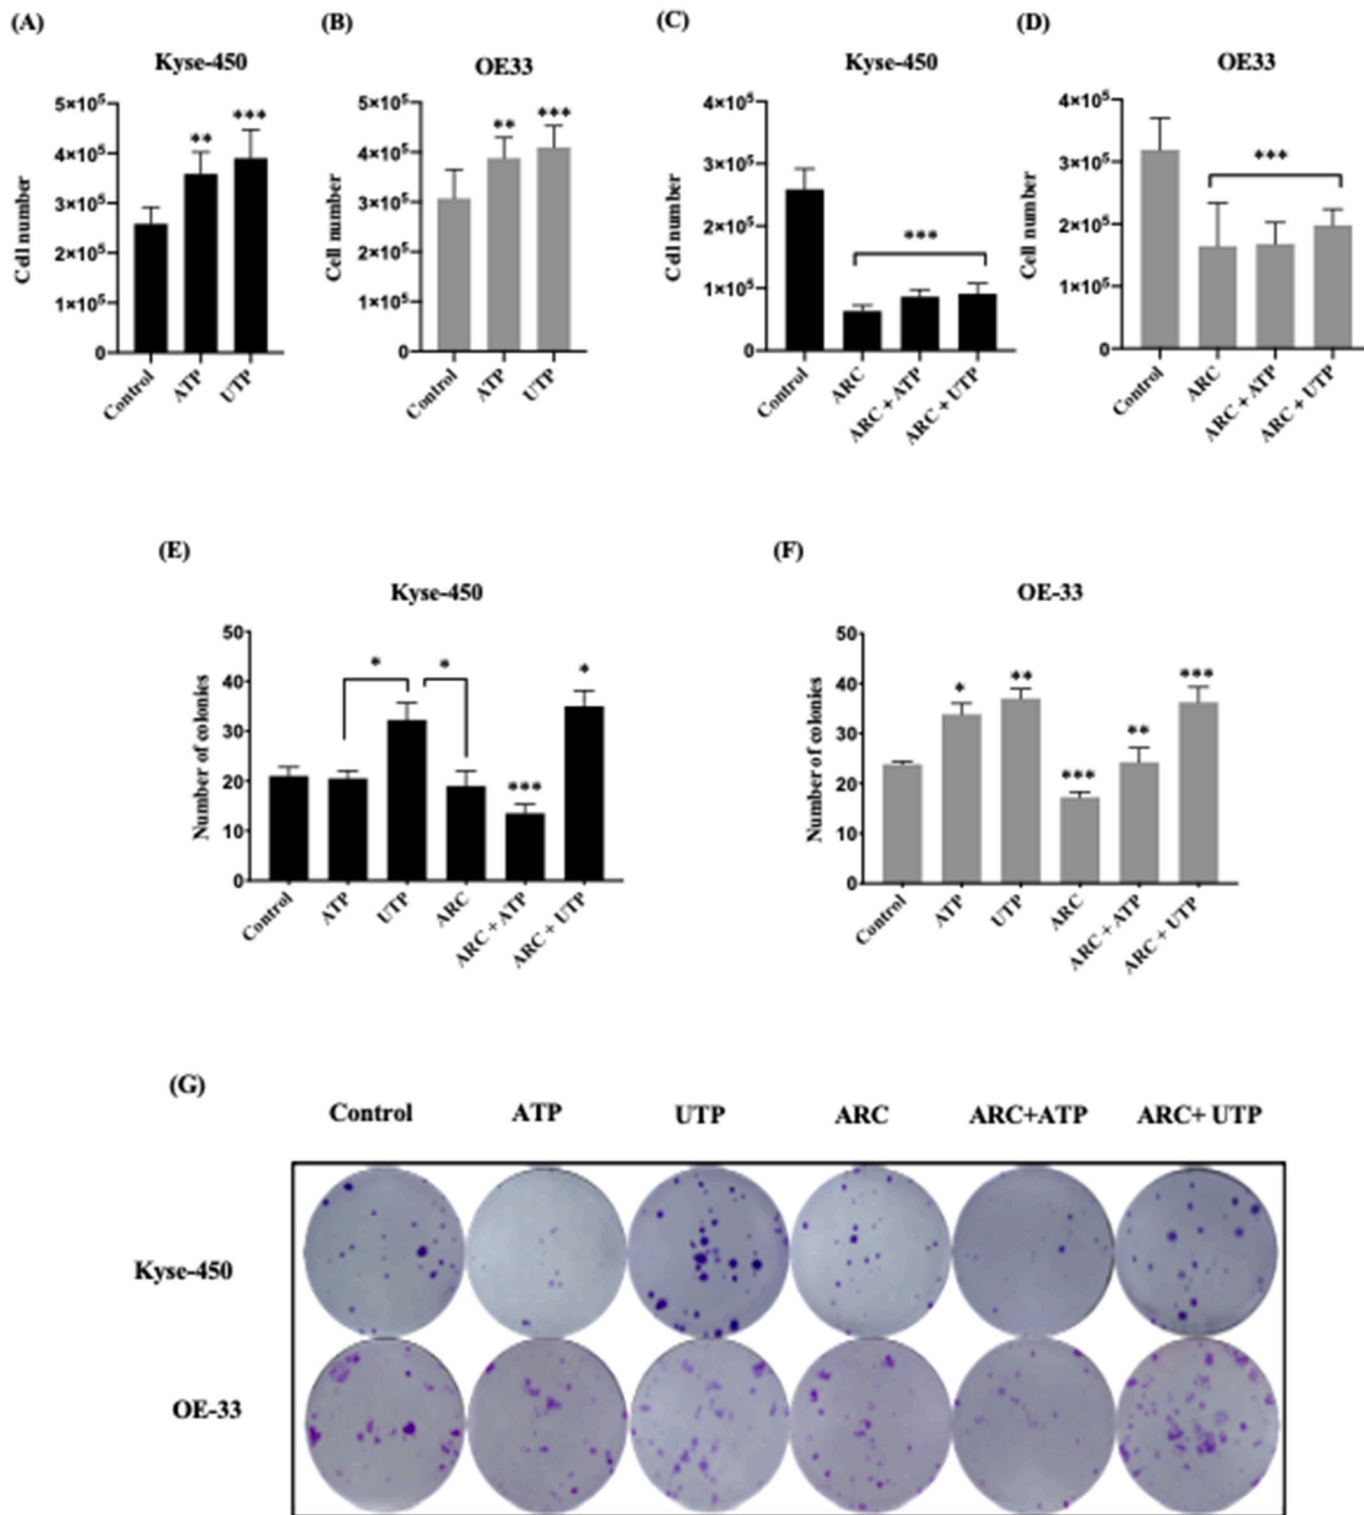 (A)
Kyse-450
Cell number
5×10⁵
4×10⁵
3×10⁵
2×10⁵
1×10⁵
0
**
***
Control
ATP
UTP
(B)
OE33
Cell number
5×10⁵
4×10⁵
3×10⁵
2×10⁵
1×10⁵
0
**
***
Control
ATP
UTP
(C)
Kyse-450
Cell number
4×10⁵
3×10⁵
2×10⁵
1×10⁵
0
***
Control
ARC
ARC + ATP
ARC + UTP
(D)
OE33
Cell number
4×10⁵
3×10⁵
2×10⁵
1×10⁵
0
***
Control
ARC
ARC + ATP
ARC + UTP
(E)
Kyse-450
Number of colonies
50
40
30
20
10
0
*
*
***
*
Control
ATP
UTP
ARC
ARC + ATP
ARC + UTP
(F)
OE-33
Number of colonies
50
40
30
20
10
0
*
**
***
**
***
Control
ATP
UTP
ARC
ARC + ATP
ARC + UTP
(G)
Control ATP UTP ARC ARC+ATP ARC+ UTP
Kyse-450
OE-33